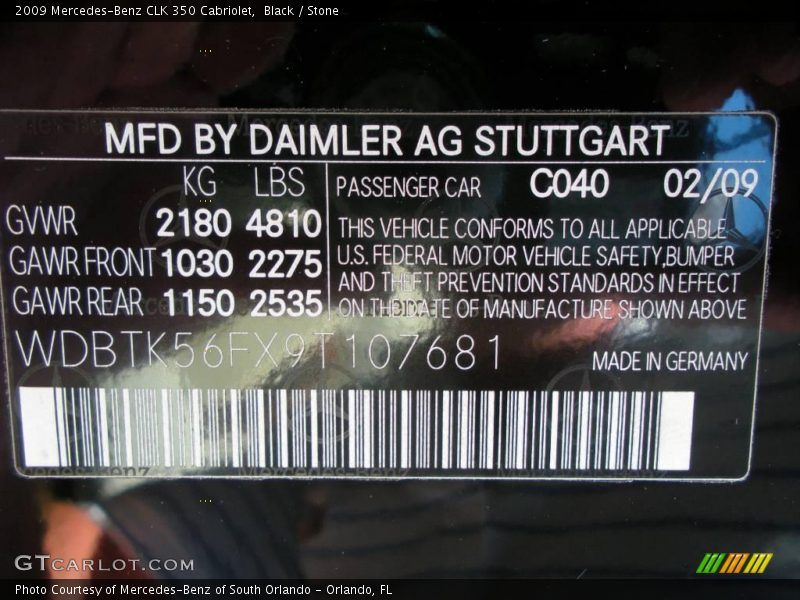 2009 Mercedes-Benz CLK 350 Cabriolet,  Black / Stone
MFD BY DAIMLER AG STUTTGART
KG LBS
GVWR 2180 4810
GAWR FRONT 1030 2275
GAWR REAR 1150 2535
PASSENGER CAR C040 02/09
THIS VEHICLE CONFORMS TO ALL APPLICABLE
U.S. FEDERAL MOTOR VEHICLE SAFETY,BUMPER
AND THEFT PREVENTION STANDARDS IN EFFECT
ON THE DATE OF MANUFACTURE SHOWN ABOVE
WDBTK56FX9T107681
MADE IN GERMANY
Mercedes-Benz
GTCARLOT.COM
Photo Courtesy of Mercedes-Benz of South Orlando - Orlando, FL